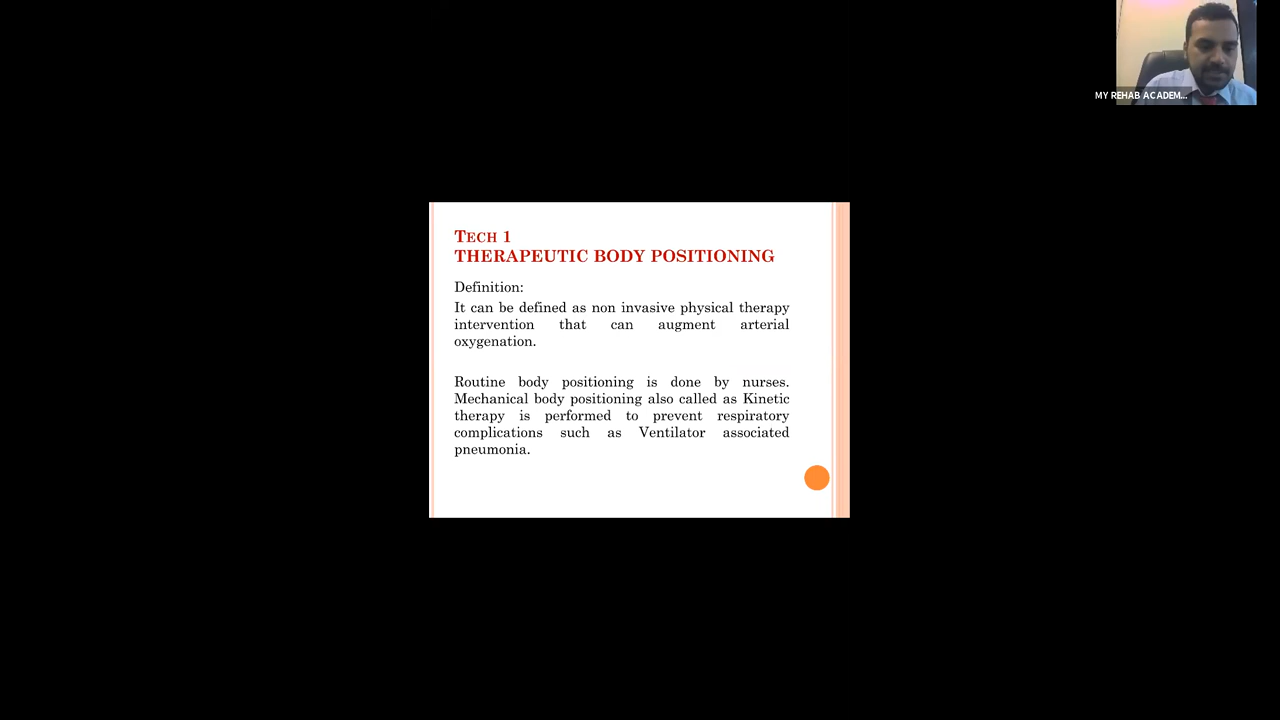 MY REHAB ACADEM...
TECH 1
THERAPEUTIC BODY POSITIONING
Definition:
It can be defined as non invasive physical therapy
intervention that can augment arterial
oxygenation.
Routine body positioning is done by nurses.
Mechanical body positioning also called as Kinetic
therapy is performed to prevent respiratory
complications such as Ventilator associated
pneumonia.